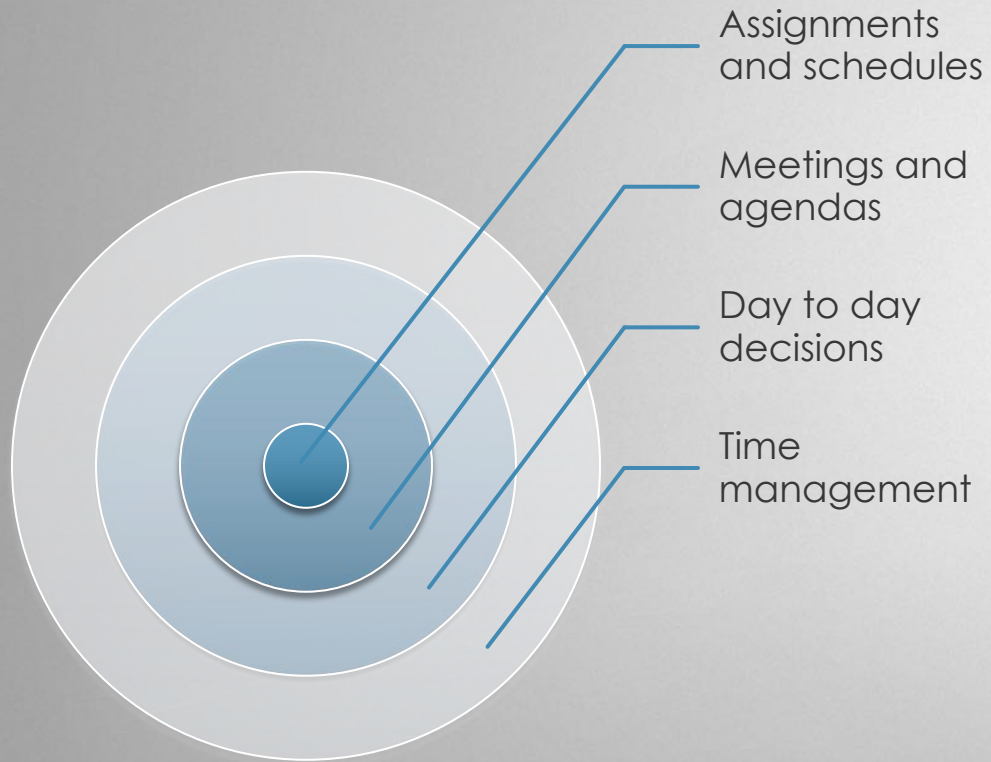 Assignments
and schedules
Meetings and
agendas
Day to day
decisions
Time
management